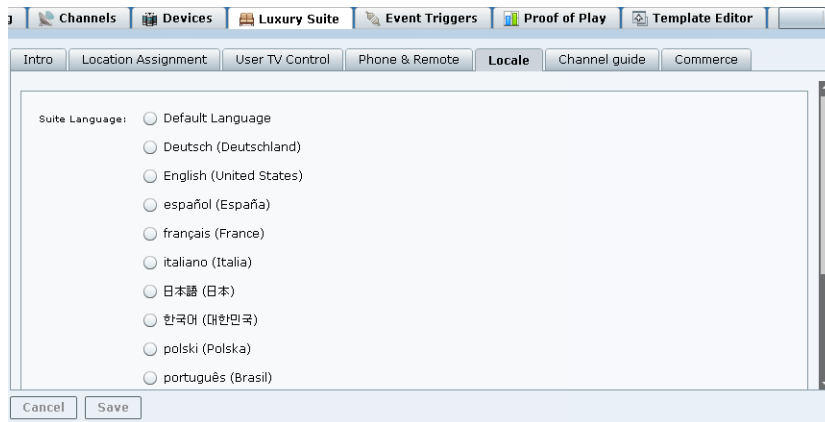 Channels Devices Luxury Suite Event Triggers Proof of Play Template Editor
Intro Location Assignment User TV Control Phone & Remote Locale Channel guide Commerce
Suite Language: Default Language
Deutsch (Deutschland)
English (United States)
español (España)
français (France)
italiano (Italia)
日本語 (日本)
한국어 (대한민국)
polski (Polska)
português (Brasil)
Cancel Save